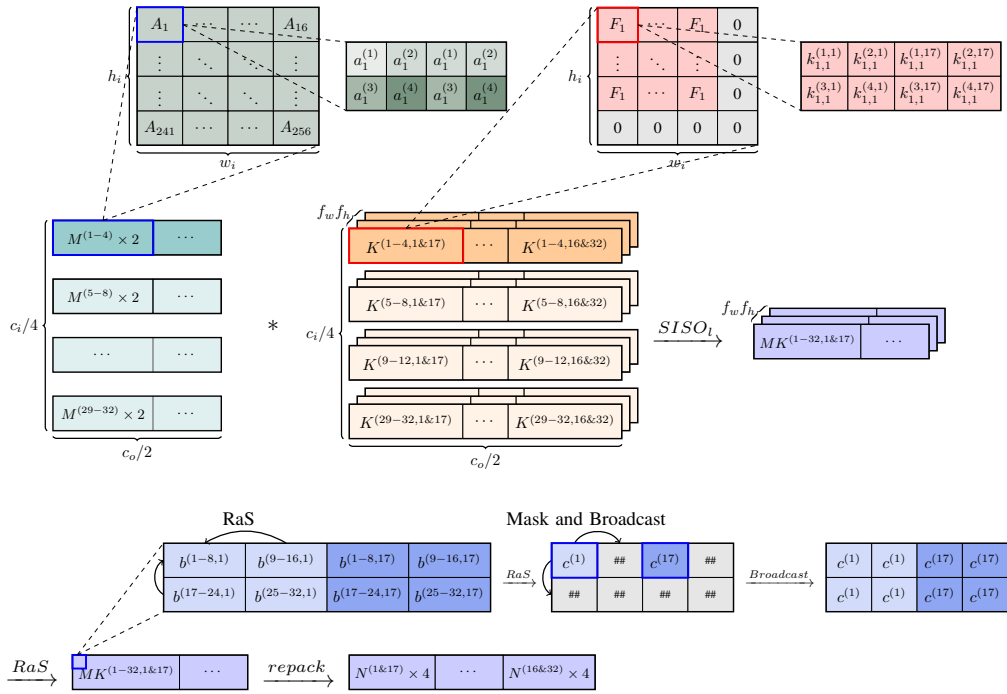 A_1 ⋯ ⋯ A_16
⋮ ⋱ ⋱ ⋮
⋮ ⋱ ⋱ ⋮
A_241 ⋯ ⋯ A_256
h_i
w_i
a_1^(1) a_1^(2) a_1^(1) a_1^(2)
a_1^(3) a_1^(4) a_1^(3) a_1^(4)
F_1 ⋯ F_1 0
⋮ ⋱ ⋮ 0
F_1 ⋯ F_1 0
0 0 0 0
h_i
w_i
k_{1,1}^(1,1) k_{1,1}^(2,1) k_{1,1}^(1,17) k_{1,1}^(2,17)
k_{1,1}^(3,1) k_{1,1}^(4,1) k_{1,1}^(3,17) k_{1,1}^(4,17)
M^(1−4) × 2 ⋯
M^(5−8) × 2 ⋯
⋯ ⋯
M^(29−32) × 2 ⋯
c_i/4
c_o/2
*
f_w f_h
K^(1−4,1&17) ⋯ K^(1−4,16&32)
K^(5−8,1&17) ⋯ K^(5−8,16&32)
K^(9−12,1&17) ⋯ K^(9−12,16&32)
K^(29−32,1&17) ⋯ K^(29−32,16&32)
c_i/4
c_o/2
SISO_l
f_w f_h
MK^(1−32,1&17) ⋯
RaS
b^(1−8,1) b^(9−16,1) b^(1−8,17) b^(9−16,17)
b^(17−24,1) b^(25−32,1) b^(17−24,17) b^(25−32,17)
RaS
Mask and Broadcast
c^(1) ## c^(17) ##
## ## ## ##
Broadcast
c^(1) c^(1) c^(17) c^(17)
c^(1) c^(1) c^(17) c^(17)
RaS
MK^(1−32,1&17) ⋯
repack
N^(1&17) × 4 ⋯ N^(16&32) × 4